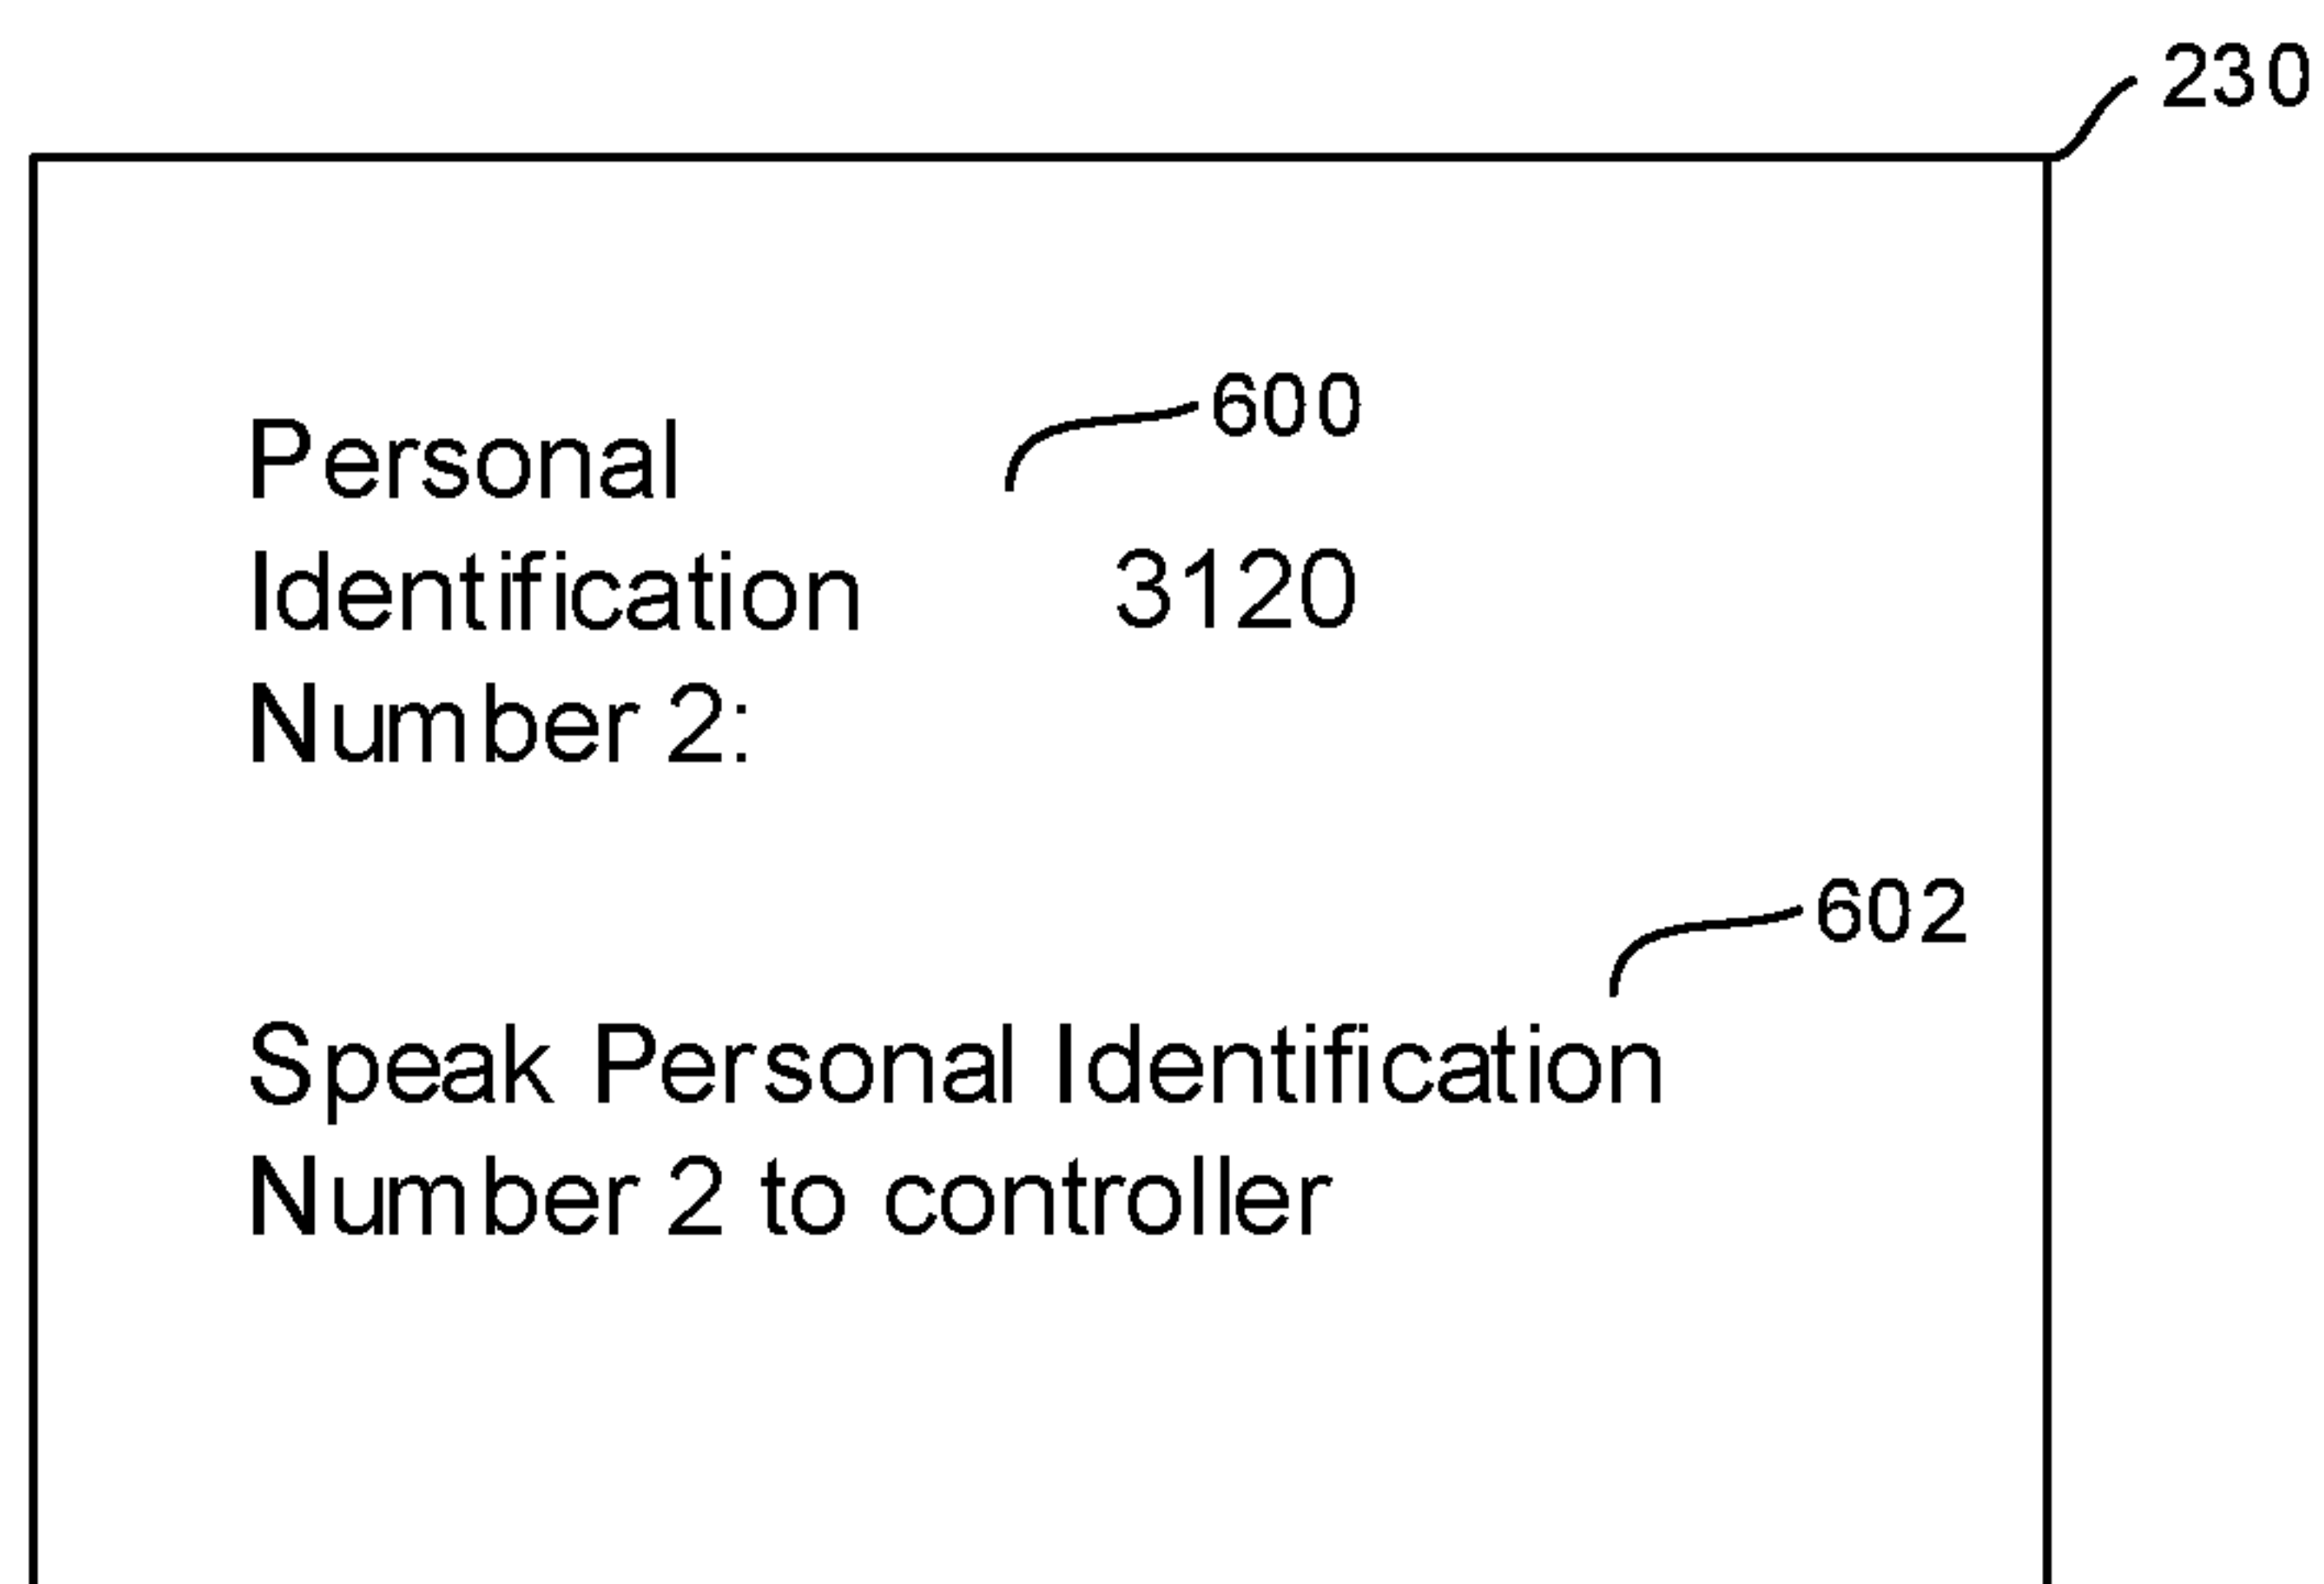 230
600
Personal
Identification 3120
Number 2:
602
Speak Personal Identification
Number 2 to controller